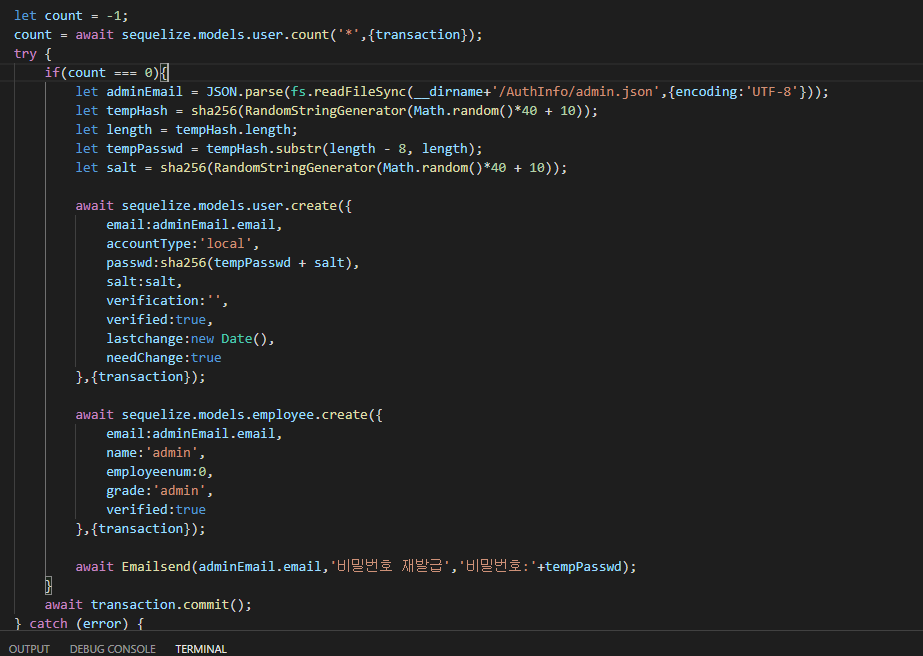 let count = -1;
count = await sequelize.models.user.count('*',{transaction});
try {
if(count === 0){
let adminEmail = JSON.parse(fs.readFileSync(__dirname+'/AuthInfo/admin.json',{encoding:'UTF-8'}));
let tempHash = sha256(RandomStringGenerator(Math.random()*40 + 10));
let length = tempHash.length;
let tempPasswd = tempHash.substr(length - 8, length);
let salt = sha256(RandomStringGenerator(Math.random()*40 + 10));
await sequelize.models.user.create({
email:adminEmail.email,
accountType:'local',
passwd:sha256(tempPasswd + salt),
salt:salt,
verification:'',
verified:true,
lastchange:new Date(),
needChange:true
},{transaction});
await sequelize.models.employee.create({
email:adminEmail.email,
name:'admin',
employeenum:0,
grade:'admin',
verified:true
},{transaction});
await Emailsend(adminEmail.email,'비밀번호 재발급','비밀번호:'+tempPasswd);
}
await transaction.commit();
} catch (error) {
OUTPUT DEBUG CONSOLE TERMINAL